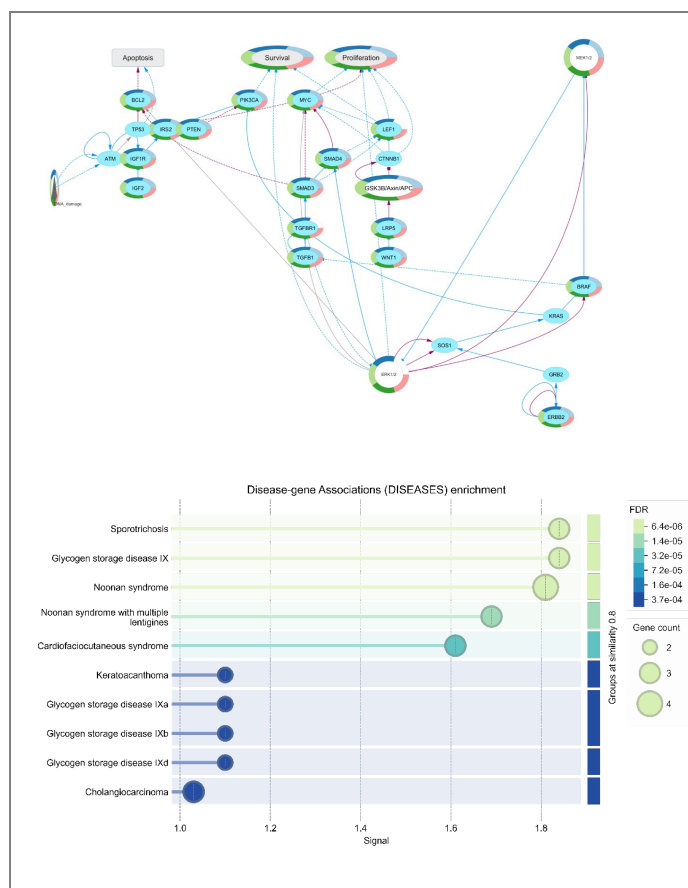 Apoptosis
Survival
Proliferation
MEK1/2
BCL2
PIK3CA
MYC
TP53
IRS2
PTEN
LEF1
ATM
IGF1R
SMAD4
CTNNB1
IGF2
SMAD3
GSK3B/Axin/APC
NA_damage
TGFBR1
LRP5
TGFB1
WNT1
BRAF
KRAS
SOS1
ERK1/2
GRB2
ERBB2
Disease-gene Associations (DISEASES) enrichment
Sporotrichosis
Glycogen storage disease IX
Noonan syndrome
Noonan syndrome with multiple
lentigines
Cardiofaciocutaneous syndrome
Keratoacanthoma
Glycogen storage disease IXa
Glycogen storage disease IXb
Glycogen storage disease IXd
Cholangiocarcinoma
1.0 1.2 1.4 1.6 1.8
Signal
Groups at similarity 0.8
FDR
6.4e-06
1.4e-05
3.2e-05
7.2e-05
1.6e-04
3.7e-04
Gene count
2
3
4